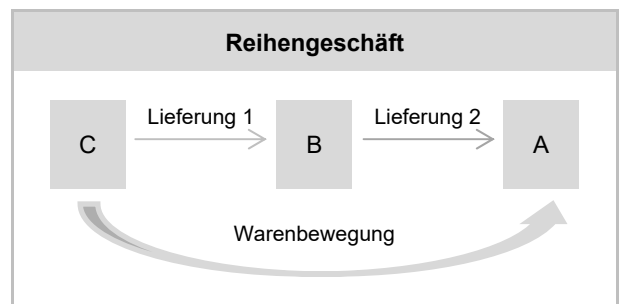 Reihengeschäft
Lieferung 1
Lieferung 2
C
B
A
Warenbewegung